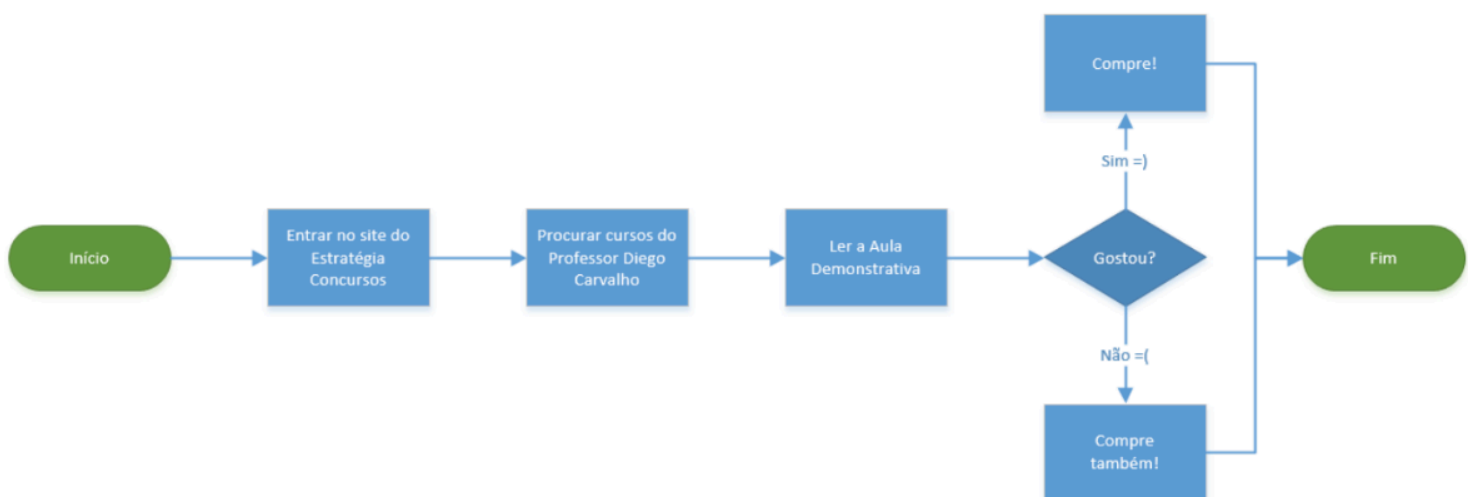 Início
Entrar no site do
Estratégia
Concursos
Procurar cursos do
Professor Diego
Carvalho
Ler a Aula
Demonstrativa
Gostou?
Sim =)
Compre!
Não =(
Compre
também!
Fim